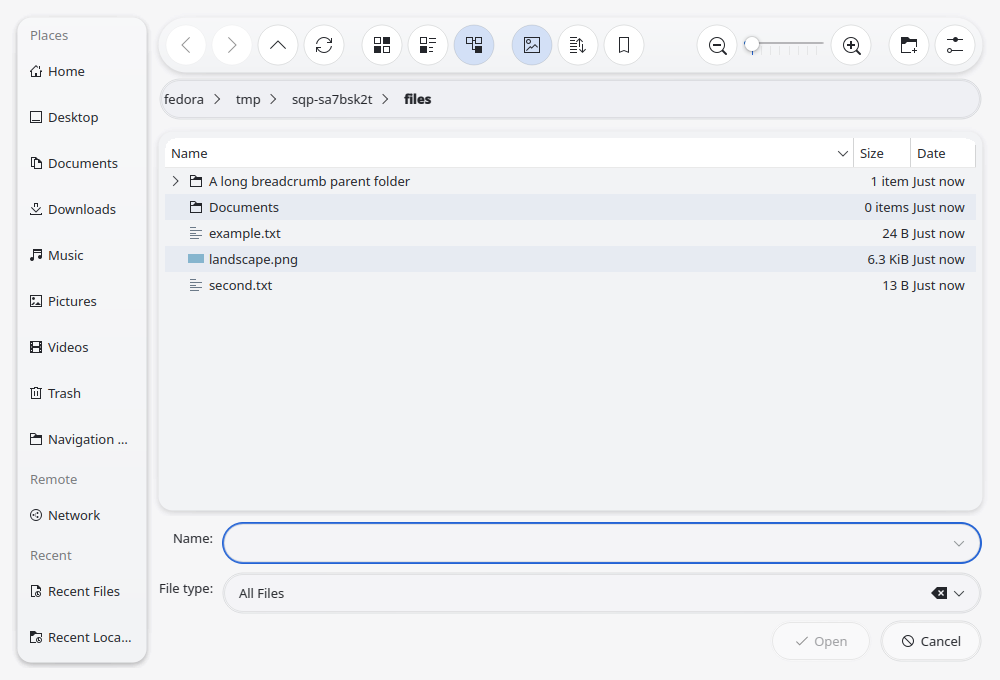 Places
Home
Desktop
Documents
Downloads
Music
Pictures
Videos
Trash
Navigation ...
Remote
Network
Recent
Recent Files
Recent Loca...
fedora tmp sqp-sa7bsk2t files
Name Size Date
A long breadcrumb parent folder 1 item Just now
Documents 0 items Just now
example.txt 24 B Just now
landscape.png 6.3 KiB Just now
second.txt 13 B Just now
Name:
File type: All Files
Open Cancel